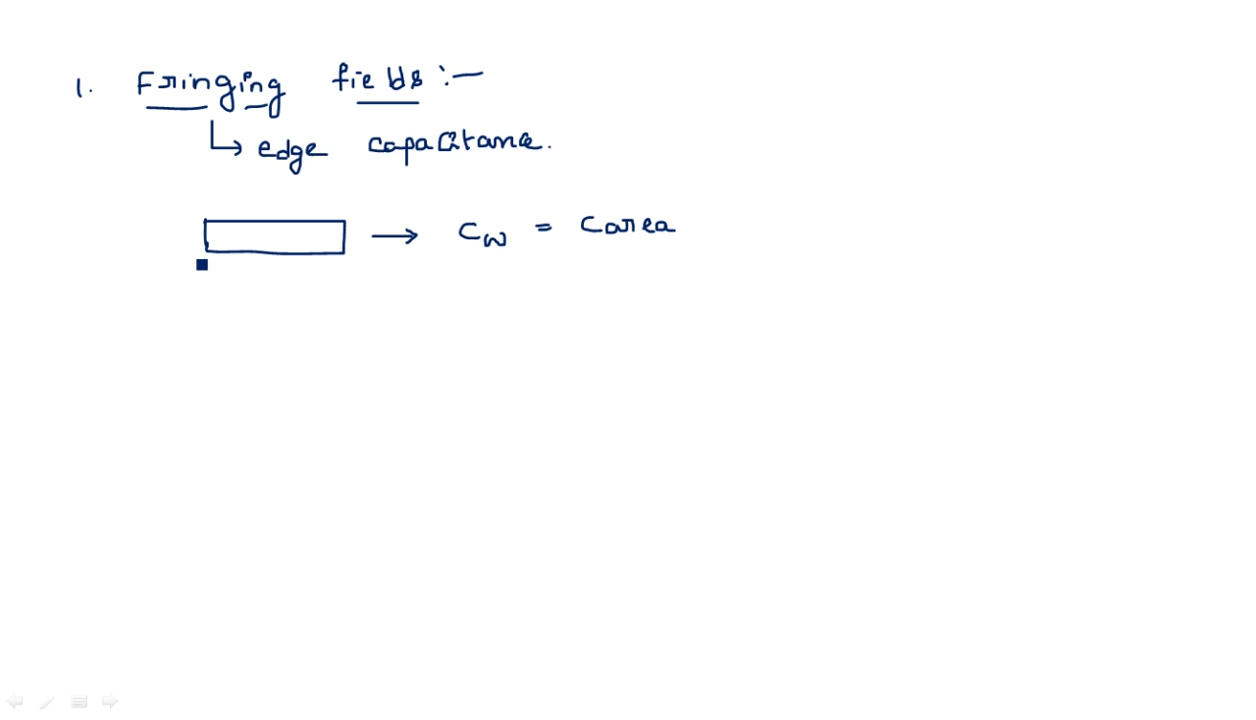 1. Fringing fields :-
↳ edge capacitance.
→ Cw = Carea